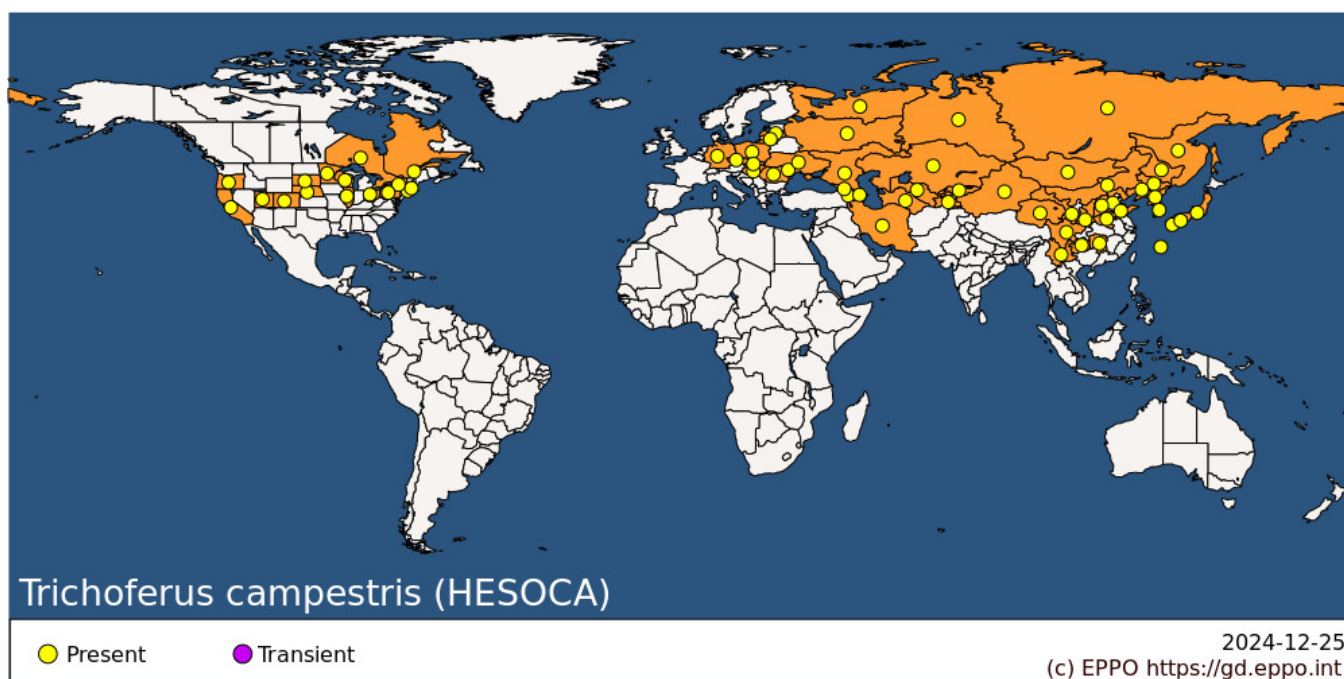 Trichoferus campestris (HESOCA)
Present
Transient
2024-12-25
(c) EPPO https://gd.eppo.int